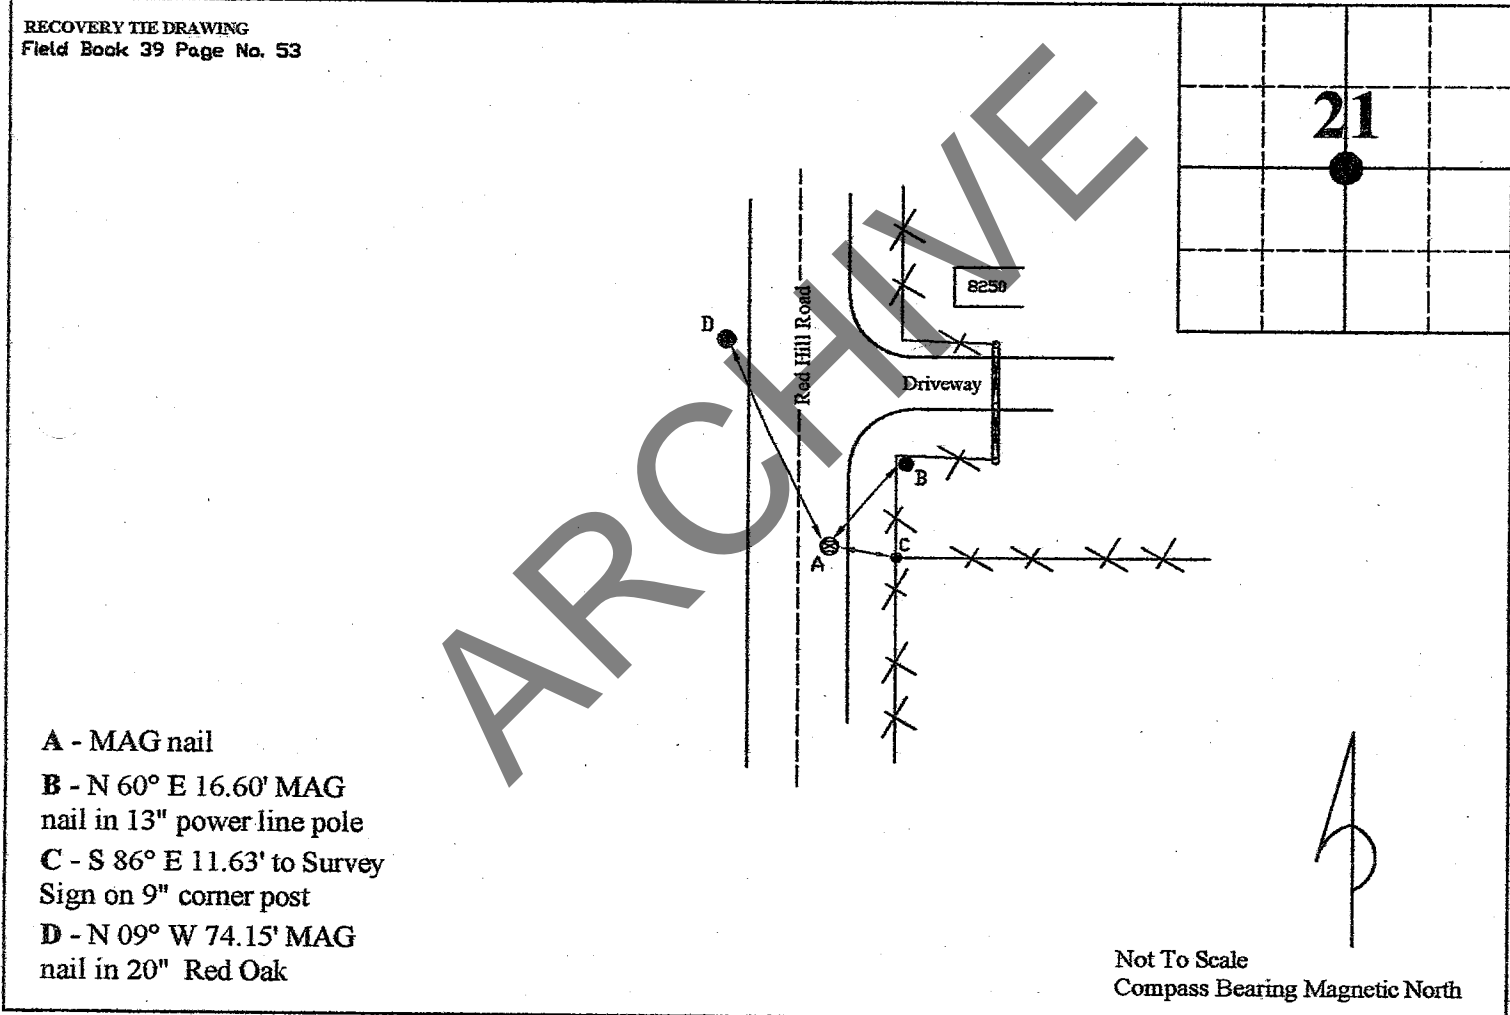 RECOVERY TIE DRAWING
Field Book 39 Page No. 53
21
8250
D
Red Hill Road
Driveway
B
C
A
ARCHIVE
A - MAG nail
B - N 60° E 16.60' MAG
nail in 13" power line pole
C - S 86° E 11.63' to Survey
Sign on 9" corner post
D - N 09° W 74.15' MAG
nail in 20" Red Oak
Not To Scale
Compass Bearing Magnetic North